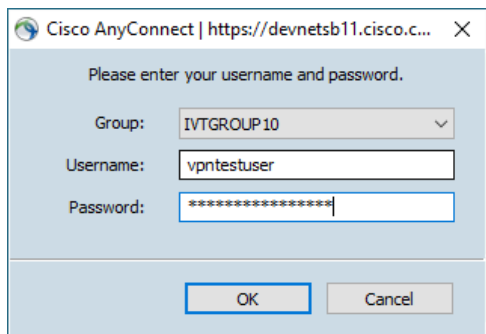 Cisco AnyConnect | https://devnetsb11.cisco.c...
Please enter your username and password.
Group: IVTGROUP10
Username: vpntestuser
Password: ****************
OK Cancel